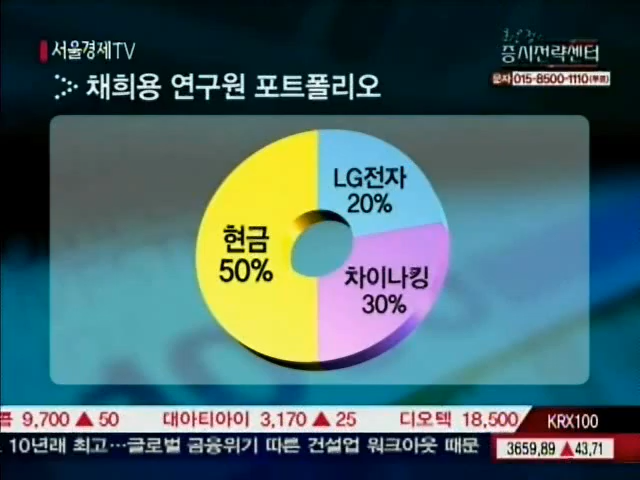 서울경제TV
증시전략센터
문자 015-8500-1110(무료)
채희용 연구원 포트폴리오
LG전자
20%
현금
50%
차이나킹
30%
9,700 ▲ 50 대아티아이 3,170 ▲ 25 디오텍 18,500
KRX100
10년래 최고…글로벌 금융위기 따른 건설업 워크아웃 때문
3659,89 ▲43,71